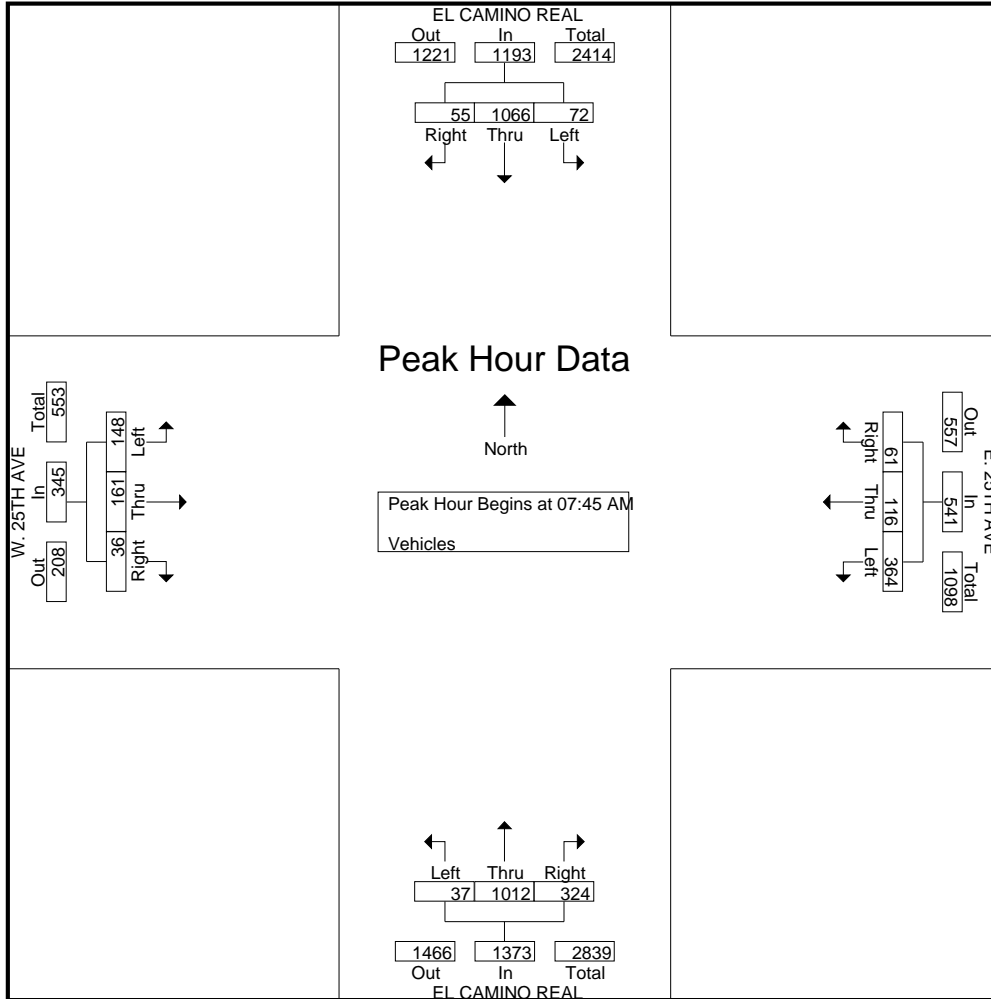 EL CAMINO REAL
Out In Total
1221 1193 2414
55 1066 72
Right Thru Left
Peak Hour Data
North
Peak Hour Begins at 07:45 AM
Vehicles
W. 25TH AVE
Out In Total
208 345 553
36 161 148
Right Thru Left
E. 25TH AVE
Out In Total
557 541 1098
61 116 364
Right Thru Left
Left Thru Right
37 1012 324
1466 1373 2839
Out In Total
EL CAMINO REAL